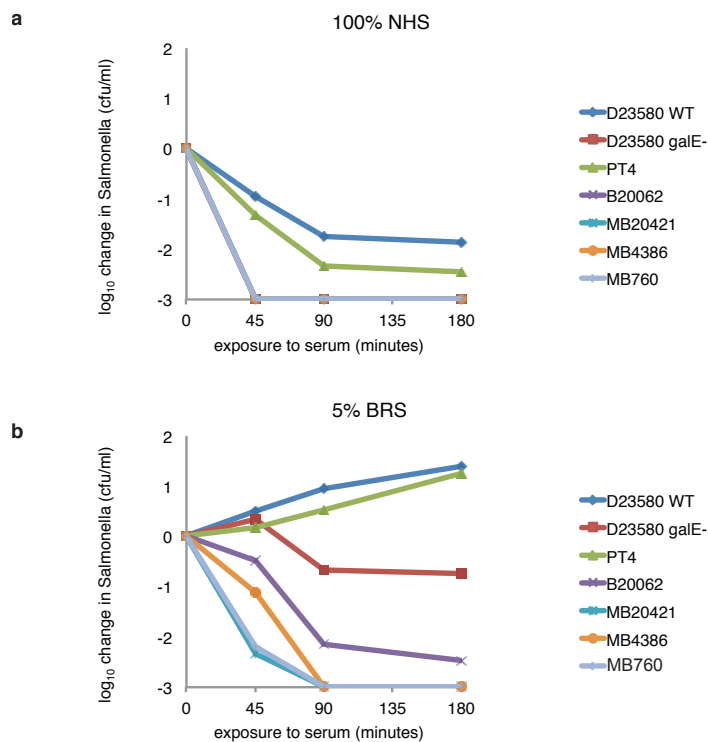 a
100% NHS
log₁₀ change in Salmonella (cfu/ml)
2
1
0
-1
-2
-3
0 45 90 135 180
exposure to serum (minutes)
D23580 WT
D23580 galE-
PT4
B20062
MB20421
MB4386
MB760
b
5% BRS
log₁₀ change in Salmonella (cfu/ml)
2
1
0
-1
-2
-3
0 45 90 135 180
exposure to serum (minutes)
D23580 WT
D23580 galE-
PT4
B20062
MB20421
MB4386
MB760